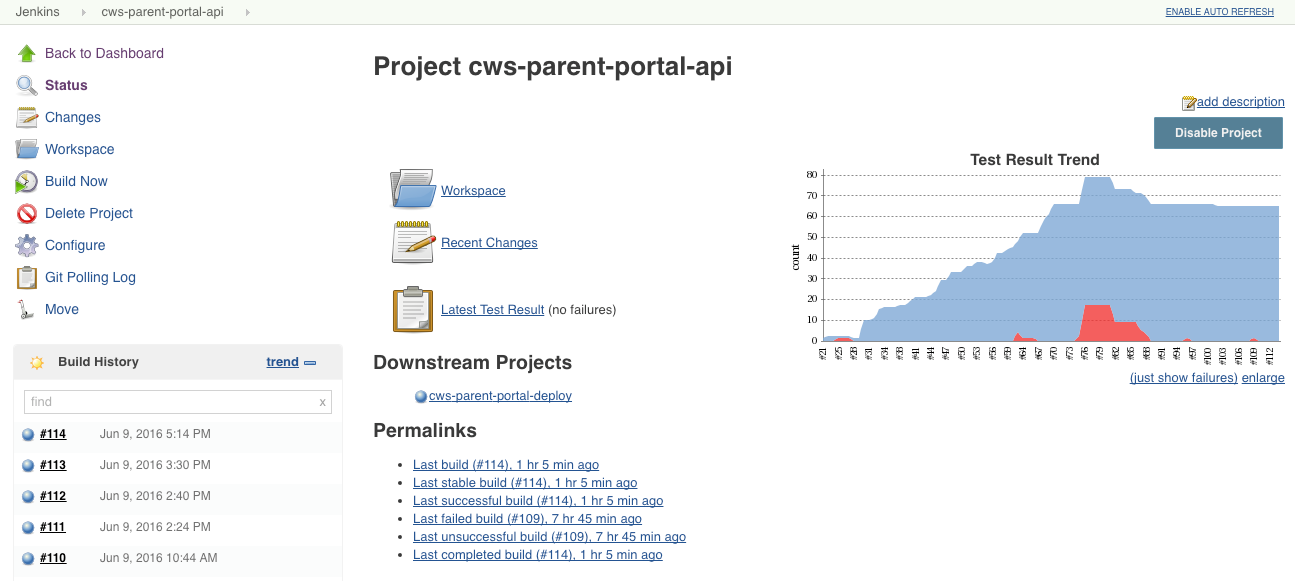 Jenkins cws-parent-portal-api ENABLE AUTO REFRESH
Back to Dashboard
Status
Changes
Workspace
Build Now
Delete Project
Configure
Git Polling Log
Move
Build History trend
find x
#114 Jun 9, 2016 5:14 PM
#113 Jun 9, 2016 3:30 PM
#112 Jun 9, 2016 2:40 PM
#111 Jun 9, 2016 2:24 PM
#110 Jun 9, 2016 10:44 AM
Project cws-parent-portal-api
add description
Disable Project
Workspace
Recent Changes
Latest Test Result (no failures)
Test Result Trend
80
70
60
50
40
30
20
10
0
count
#21 #25 #28 #31 #34 #38 #41 #44 #47 #50 #53 #56 #59 #64 #67 #70 #73 #76 #79 #82 #85 #88 #91 #94 #97 #100 #103 #106 #109 #112
(just show failures) enlarge
Downstream Projects
cws-parent-portal-deploy
Permalinks
Last build (#114), 1 hr 5 min ago
Last stable build (#114), 1 hr 5 min ago
Last successful build (#114), 1 hr 5 min ago
Last failed build (#109), 7 hr 45 min ago
Last unsuccessful build (#109), 7 hr 45 min ago
Last completed build (#114), 1 hr 5 min ago